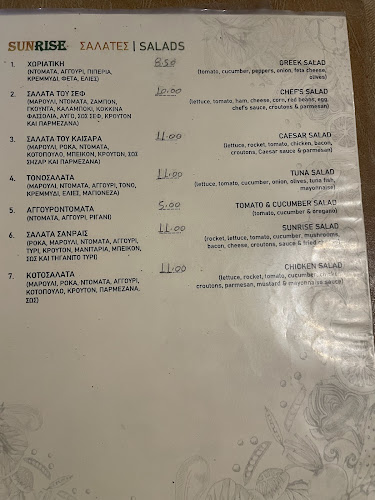 SUNRISE ΣΑΛΑΤΕΣ | SALADS
1. ΧΩΡΙΑΤΙΚΗ 8.50 GREEK SALAD
(ΝΤΟΜΑΤΑ, ΑΓΓΟΥΡΙ, ΠΙΠΕΡΙΑ, (tomato, cucumber, peppers, onion, feta cheese,
ΚΡΕΜΜΥΔΙ, ΦΕΤΑ, ΕΛΙΕΣ) olives)
2. ΣΑΛΑΤΑ ΤΟΥ ΣΕΦ 10.00 CHEF'S SALAD
(ΜΑΡΟΥΛΙ, ΝΤΟΜΑΤΑ, ΖΑΜΠΟΝ, (lettuce, tomato, ham, cheese, corn, red beans, egg,
ΓΚΟΥΝΤΑ, ΚΑΛΑΜΠΟΚΙ, ΚΟΚΚΙΝΑ chef's sauce, croutons & parmesan)
ΦΑΣΟΛΙΑ, ΑΥΓΟ, ΣΟΣ ΣΕΦ, ΚΡΟΥΤΟΝ
ΚΑΙ ΠΑΡΜΕΖΑΝΑ)
3. ΣΑΛΑΤΑ ΤΟΥ ΚΑΙΣΑΡΑ 11.00 CAESAR SALAD
(ΜΑΡΟΥΛΙ, ΡΟΚΑ, ΝΤΟΜΑΤΑ, (lettuce, rocket, tomato, chicken, bacon,
ΚΟΤΟΠΟΥΛΟ, ΜΠΕΙΚΟΝ, ΚΡΟΥΤΟΝ, ΣΟΣ croutons, Caesar sauce & parmesan)
ΣΗΖΑΡ ΚΑΙ ΠΑΡΜΕΖΑΝΑ)
4. ΤΟΝΟΣΑΛΑΤΑ 11.00 TUNA SALAD
(ΜΑΡΟΥΛΙ, ΝΤΟΜΑΤΑ, ΑΓΓΟΥΡΙ, ΤΟΝΟ, (lettuce, tomato, cucumber, onion, olives, tuna fish,
ΚΡΕΜΜΥΔΙ, ΕΛΙΕΣ, ΜΑΓΙΟΝΕΖΑ) mayonnaise)
5. ΑΓΓΟΥΡΟΝΤΟΜΑΤΑ 5.00 TOMATO & CUCUMBER SALAD
(ΝΤΟΜΑΤΑ, ΑΓΓΟΥΡΙ, ΡΙΓΑΝΗ) (tomato, cucumber & oregano)
6. ΣΑΛΑΤΑ ΣΑΝΡΑΙΣ 11.00 SUNRISE SALAD
(ΡΟΚΑ, ΜΑΡΟΥΛΙ, ΝΤΟΜΑΤΑ, ΑΓΓΟΥΡΙ, (rocket, lettuce, tomato, cucumber, mushrooms,
ΤΥΡΙ, ΚΡΟΥΤΟΝ, ΜΑΝΙΤΑΡΙΑ, ΜΠΕΙΚΟΝ, bacon, cheese, croutons, sauce & fried
ΣΟΣ ΚΑΙ ΤΗΓΑΝΙΤΟ ΤΥΡΙ)
7. ΚΟΤΟΣΑΛΑΤΑ 11.00 CHICKEN SALAD
(ΜΑΡΟΥΛΙ, ΡΟΚΑ, ΝΤΟΜΑΤΑ, ΑΓΓΟΥΡΙ, (lettuce, rocket, tomato, cucumber,
ΚΟΤΟΠΟΥΛΟ, ΚΡΟΥΤΟΝ, ΠΑΡΜΕΖΑΝΑ, croutons, parmesan, mustard & mayonnaise sauce)
ΣΟΣ)